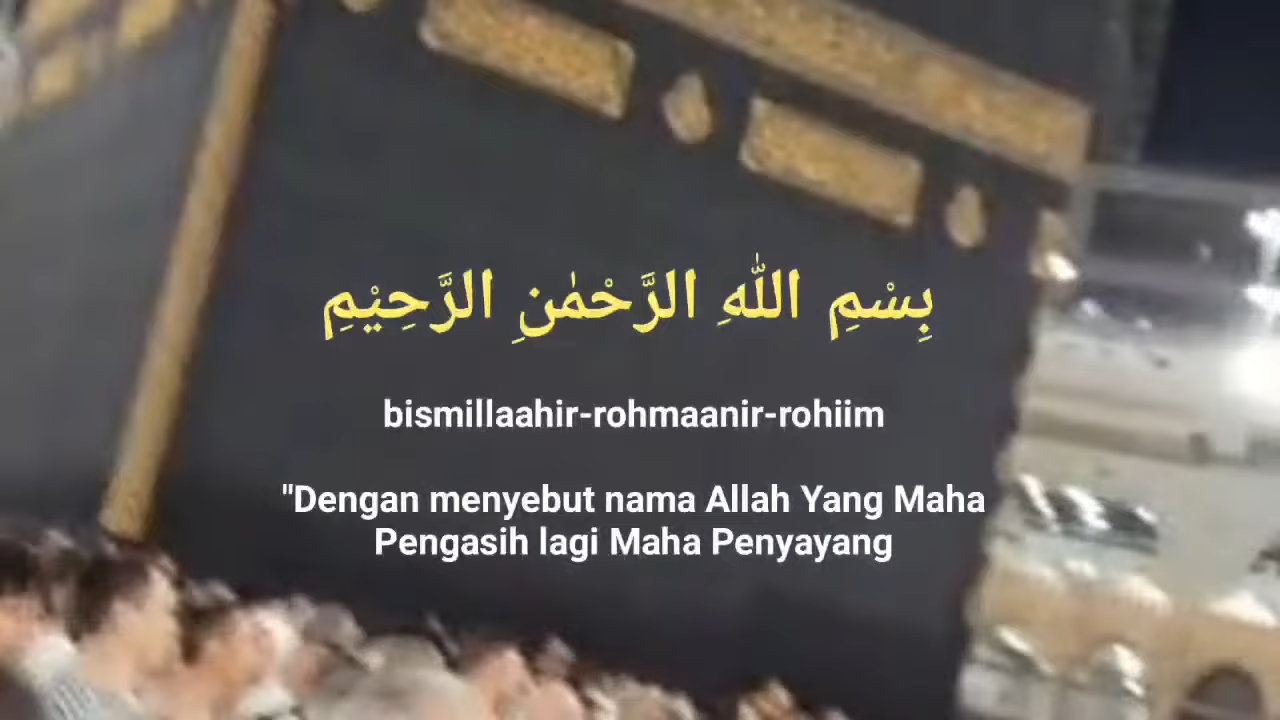 بِسْمِ اللّٰهِ الرَّحْمٰنِ الرَّحِيْمِ
bismillaahir-rohmaanir-rohiim
"Dengan menyebut nama Allah Yang Maha
Pengasih lagi Maha Penyayang